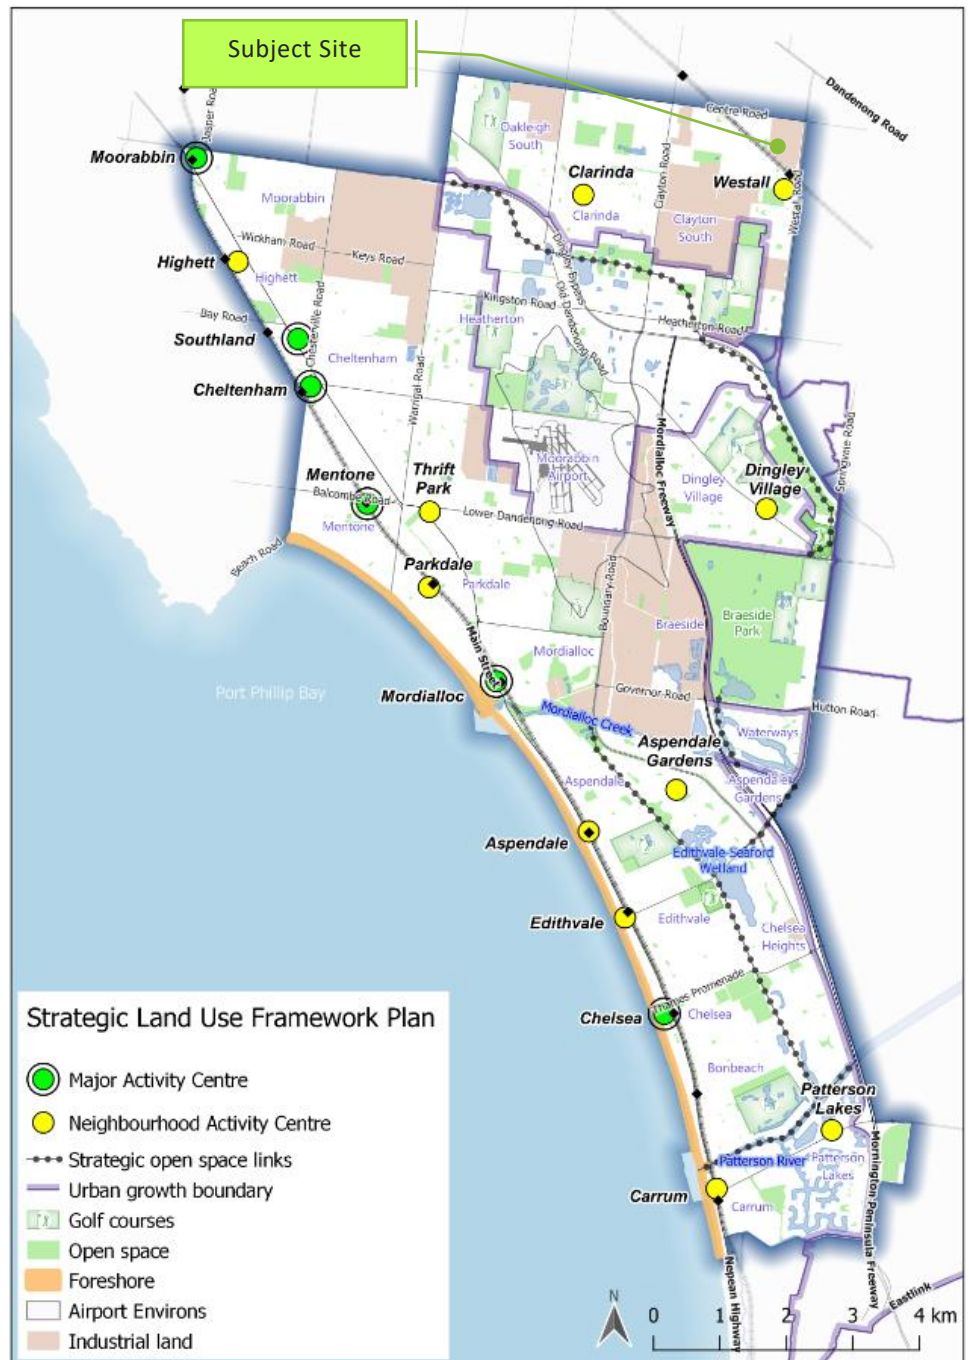 Subject Site
Dandenong Road
Centre Road
Jasper Roa
Oakleigh
South
Moorabbin
Clarinda
Westall
Clayton Road
Westall Road
Moorabbin
Clarinda
Clayton
South
Wickham Road
Keys Road
Highett
Highett
Dingley Bypass
Old Dandenong Road
Kingston Road
Bay Road
Chesterville Road
Heatherton
Heatherton Road
Southland
Cheltenham
Cheltenham
Warrigal Road
Mordialloc Freeway
Springvale Road
Mentone
Thrift
Park
Moorabbin
Airport
Dingley
Village
Dingley
Village
Balcombe Road
Lower Dandenong Road
Mentone
Beach Road
Parkdale
Parkdale
Boundary Road
Braeside
Braeside
Park
Main Street
Mordialloc
Port Phillip Bay
Mordialloc
Governor Road
Hutton Road
Mordialloc Creek
Waterways
Aspendale
Gardens
Aspendale
Aspendale
Gardens
Aspendale
Edithvale-Seaford
Wetland
Edithvale
Edithvale
Chelsea
Heights
Thames Promenade
Chelsea
Chelsea
Bonbeach
Patterson
Lakes
Patterson River
Patterson
Lakes
Carrum
Carrum
Mornington Peninsula Freeway
Nepean Highway
Eastlink
Strategic Land Use Framework Plan
Major Activity Centre
Neighbourhood Activity Centre
Strategic open space links
Urban growth boundary
Golf courses
Open space
Foreshore
Airport Environs
Industrial land
N
0 1 2 3 4 km